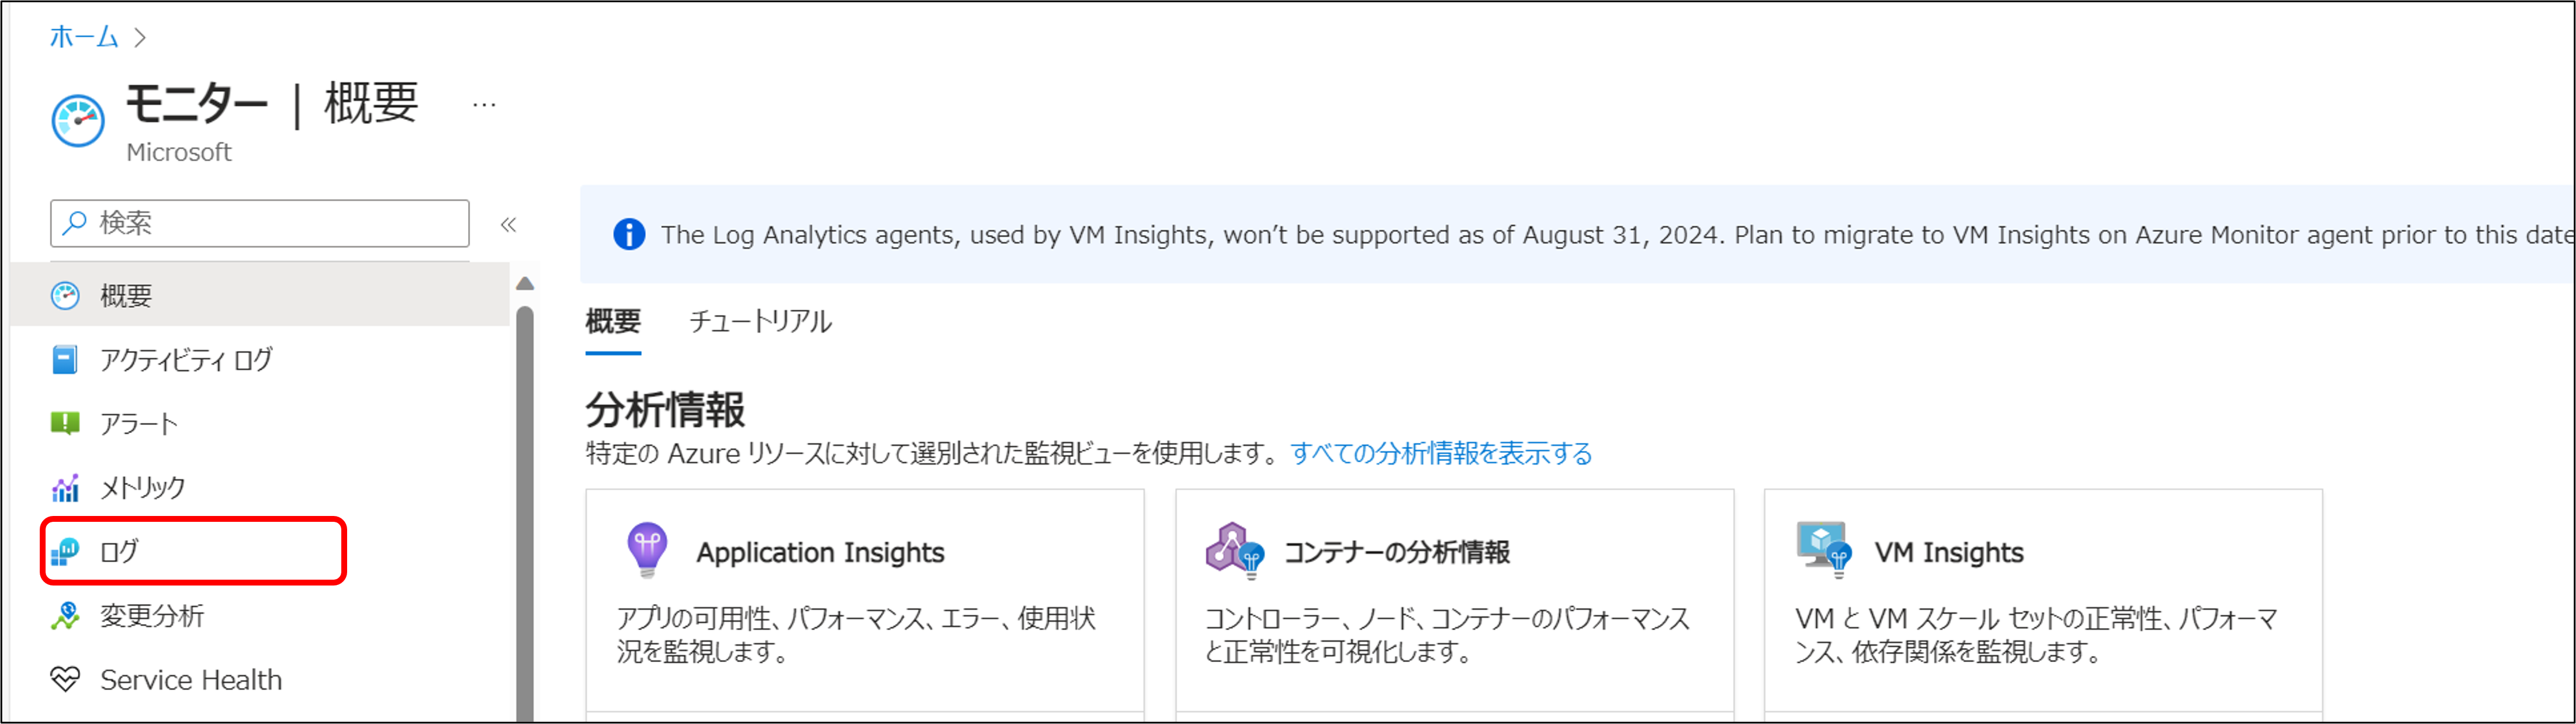 ホーム
モニター | 概要 …
Microsoft
検索
概要
アクティビティ ログ
アラート
メトリック
ログ
変更分析
Service Health
The Log Analytics agents, used by VM Insights, won’t be supported as of August 31, 2024. Plan to migrate to VM Insights on Azure Monitor agent prior to this date
概要 チュートリアル
分析情報
特定の Azure リソースに対して選別された監視ビューを使用します。 すべての分析情報を表示する
Application Insights
アプリの可用性、パフォーマンス、エラー、使用状
況を監視します。
コンテナーの分析情報
コントローラー、ノード、コンテナーのパフォーマンス
と正常性を可視化します。
VM Insights
VM と VM スケール セットの正常性、パフォーマ
ンス、依存関係を監視します。